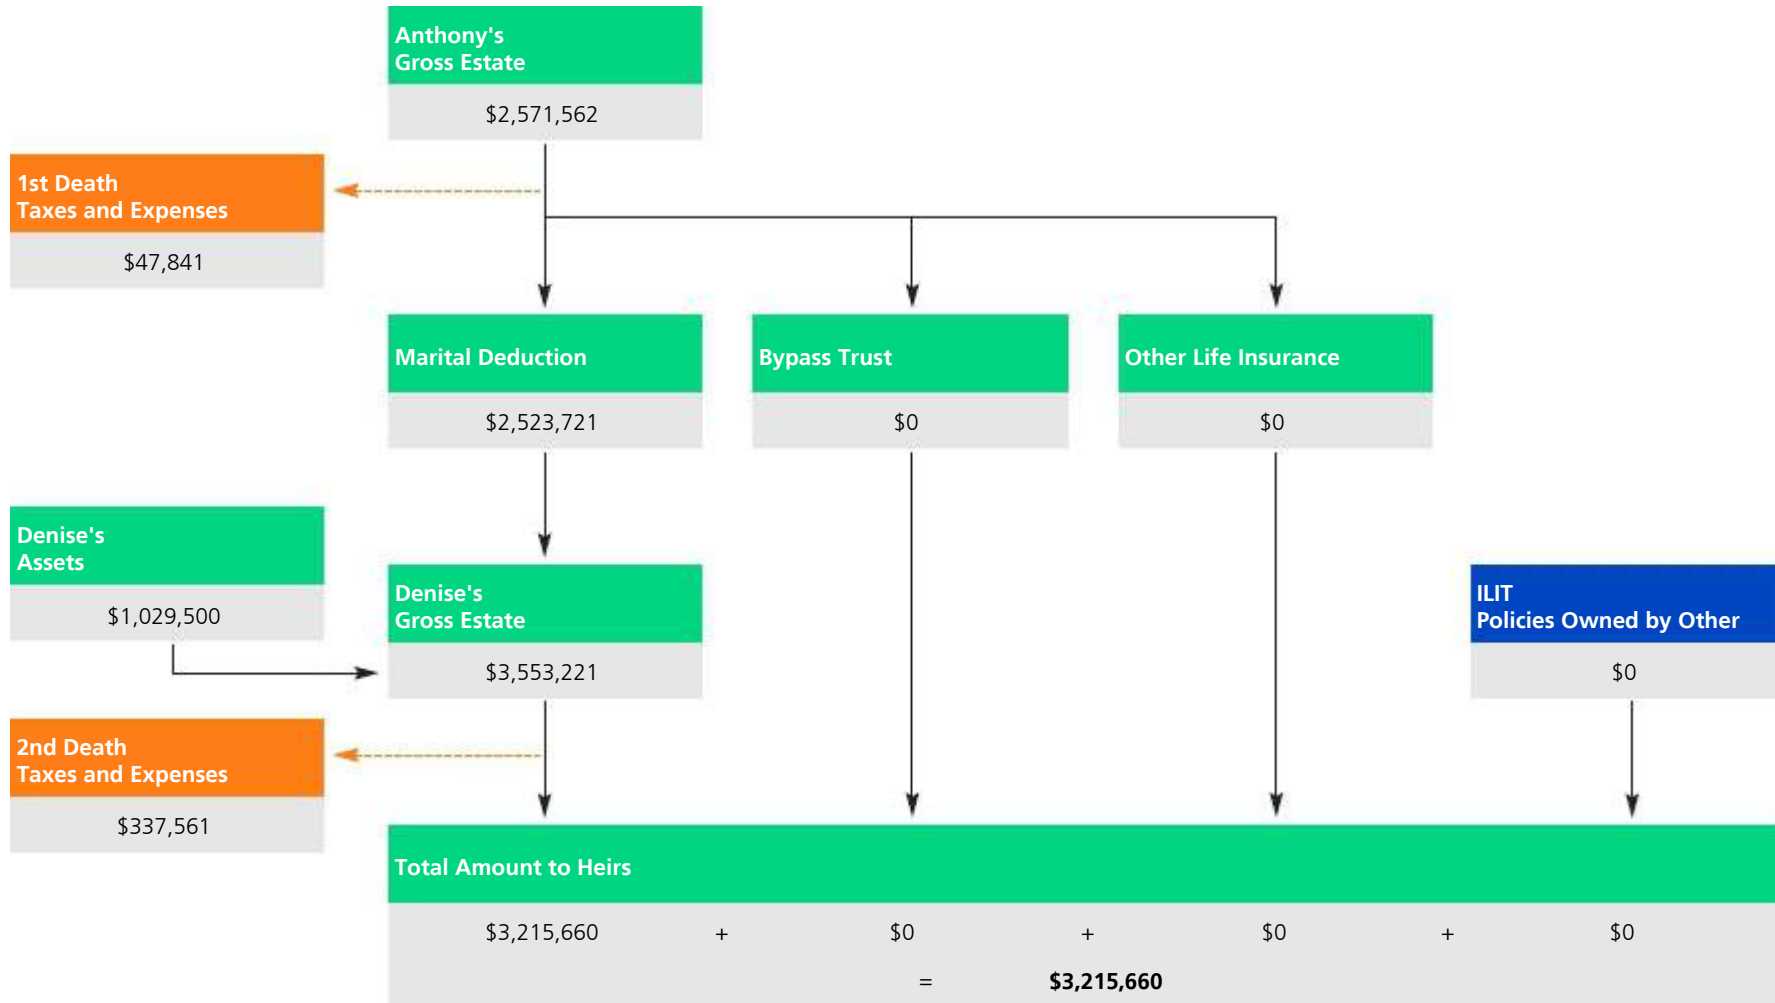 Anthony's
Gross Estate
$2,571,562
1st Death
Taxes and Expenses
$47,841
Marital Deduction
$2,523,721
Bypass Trust
$0
Other Life Insurance
$0
Denise's
Assets
$1,029,500
Denise's
Gross Estate
$3,553,221
ILIT
Policies Owned by Other
$0
2nd Death
Taxes and Expenses
$337,561
Total Amount to Heirs
$3,215,660 + $0 + $0 + $0
= $3,215,660